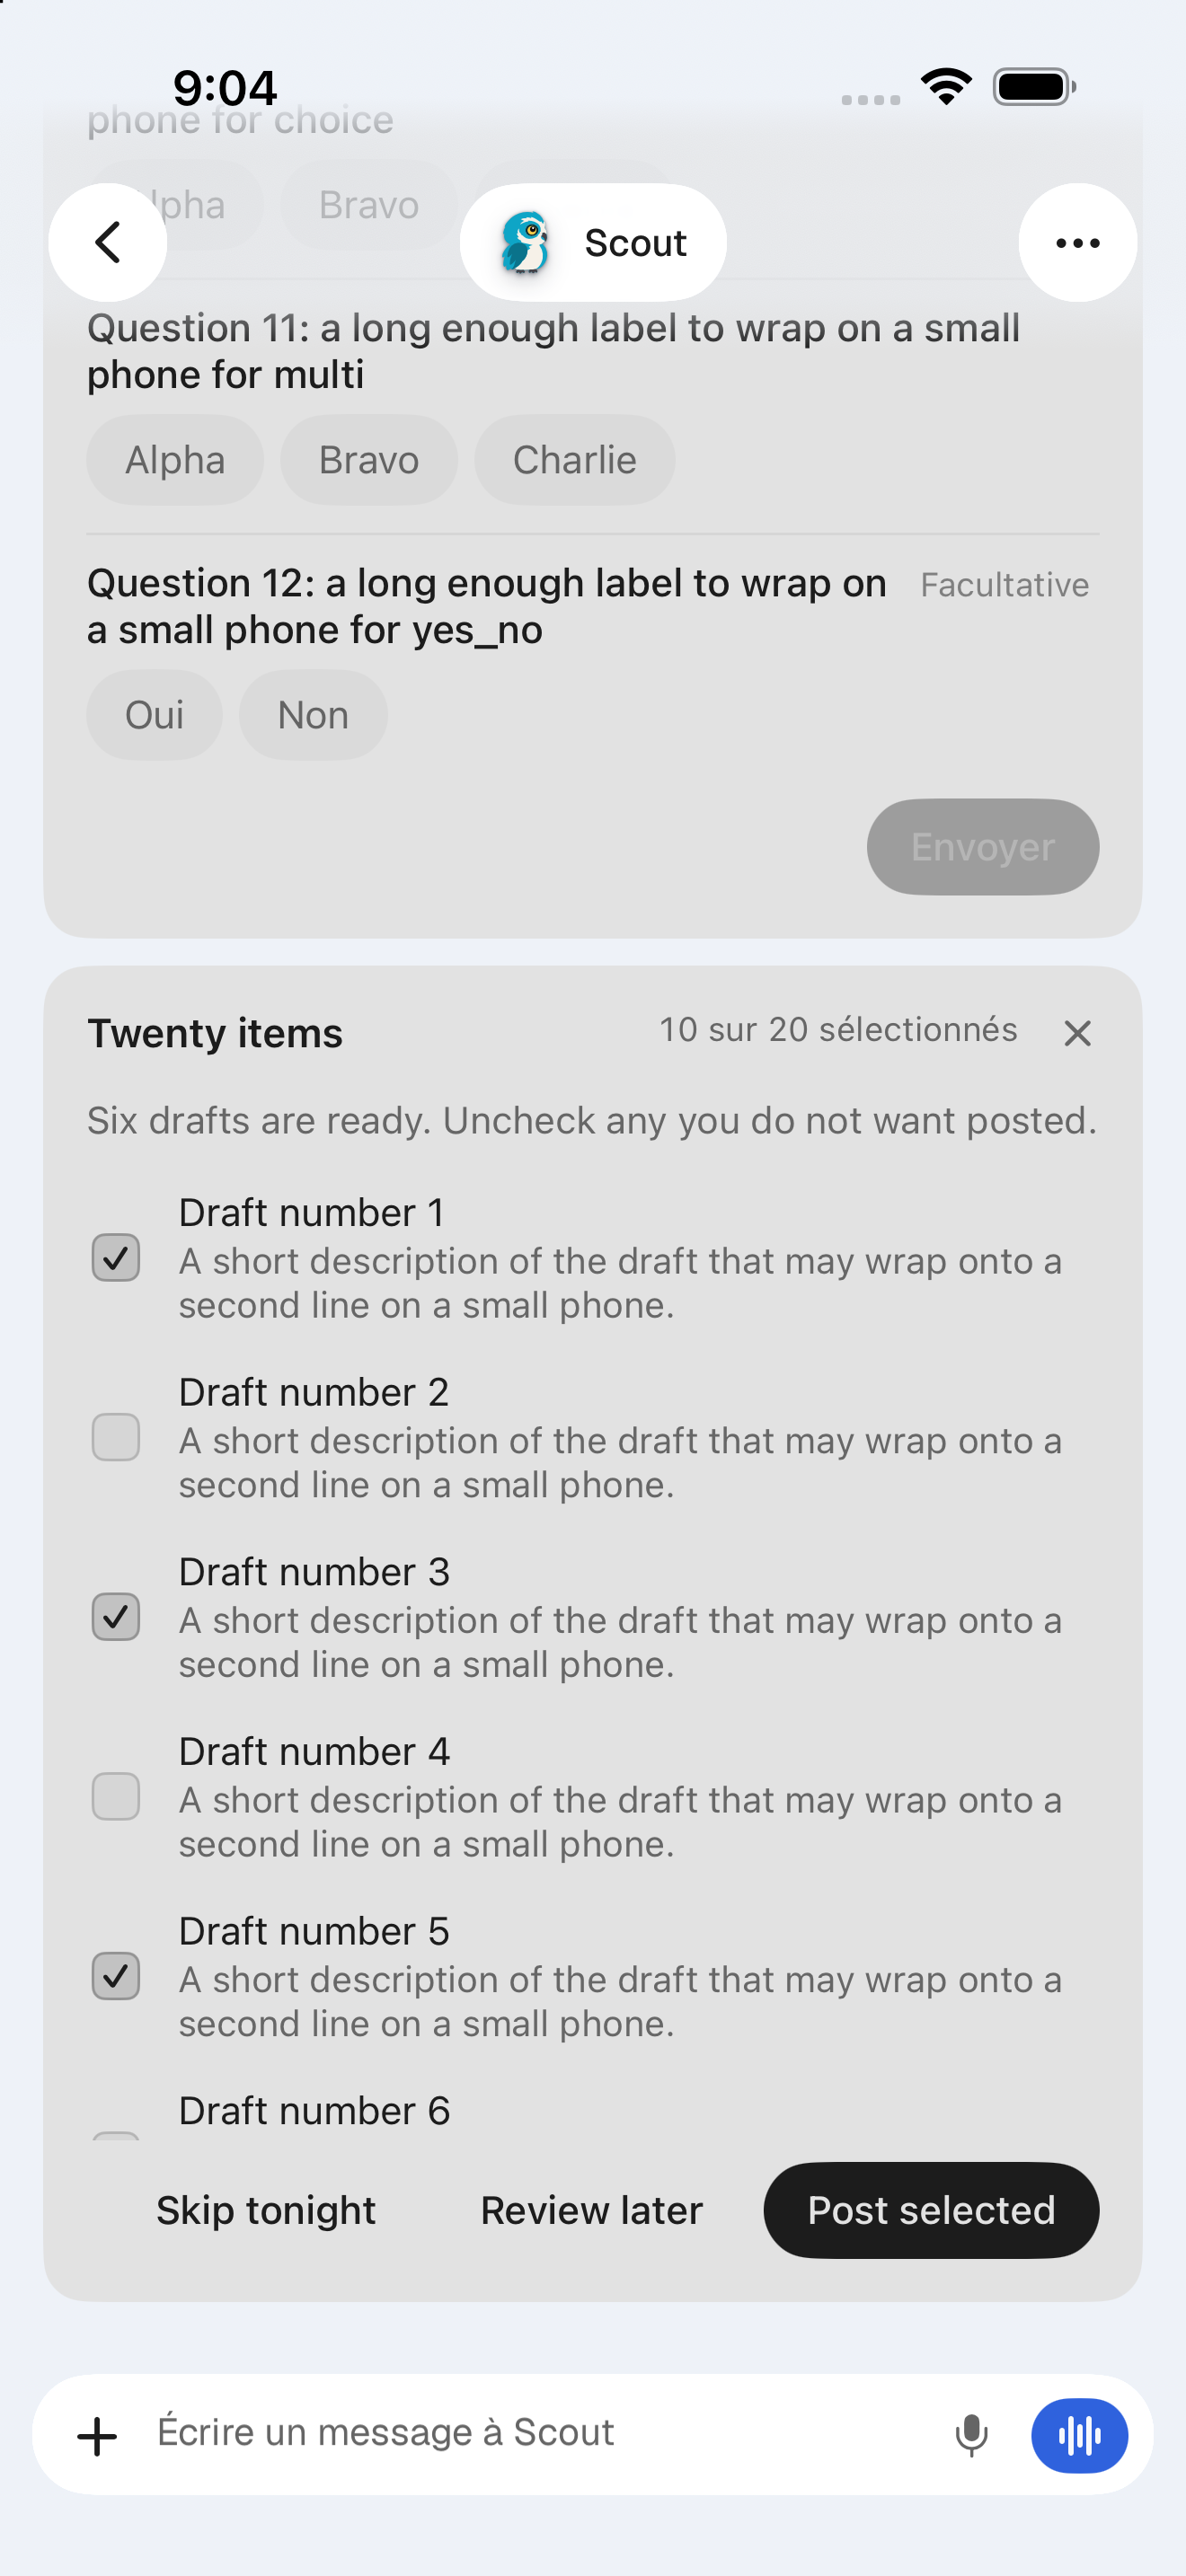 9:04
phone for choice
Alpha
Bravo
Scout
Question 11: a long enough label to wrap on a small
phone for multi
Alpha
Bravo
Charlie
Question 12: a long enough label to wrap on
a small phone for yes_no
Facultative
Oui
Non
Envoyer
Twenty items
10 sur 20 sélectionnés
Six drafts are ready. Uncheck any you do not want posted.
Draft number 1
A short description of the draft that may wrap onto a
second line on a small phone.
Draft number 2
A short description of the draft that may wrap onto a
second line on a small phone.
Draft number 3
A short description of the draft that may wrap onto a
second line on a small phone.
Draft number 4
A short description of the draft that may wrap onto a
second line on a small phone.
Draft number 5
A short description of the draft that may wrap onto a
second line on a small phone.
Draft number 6
Skip tonight
Review later
Post selected
Écrire un message à Scout